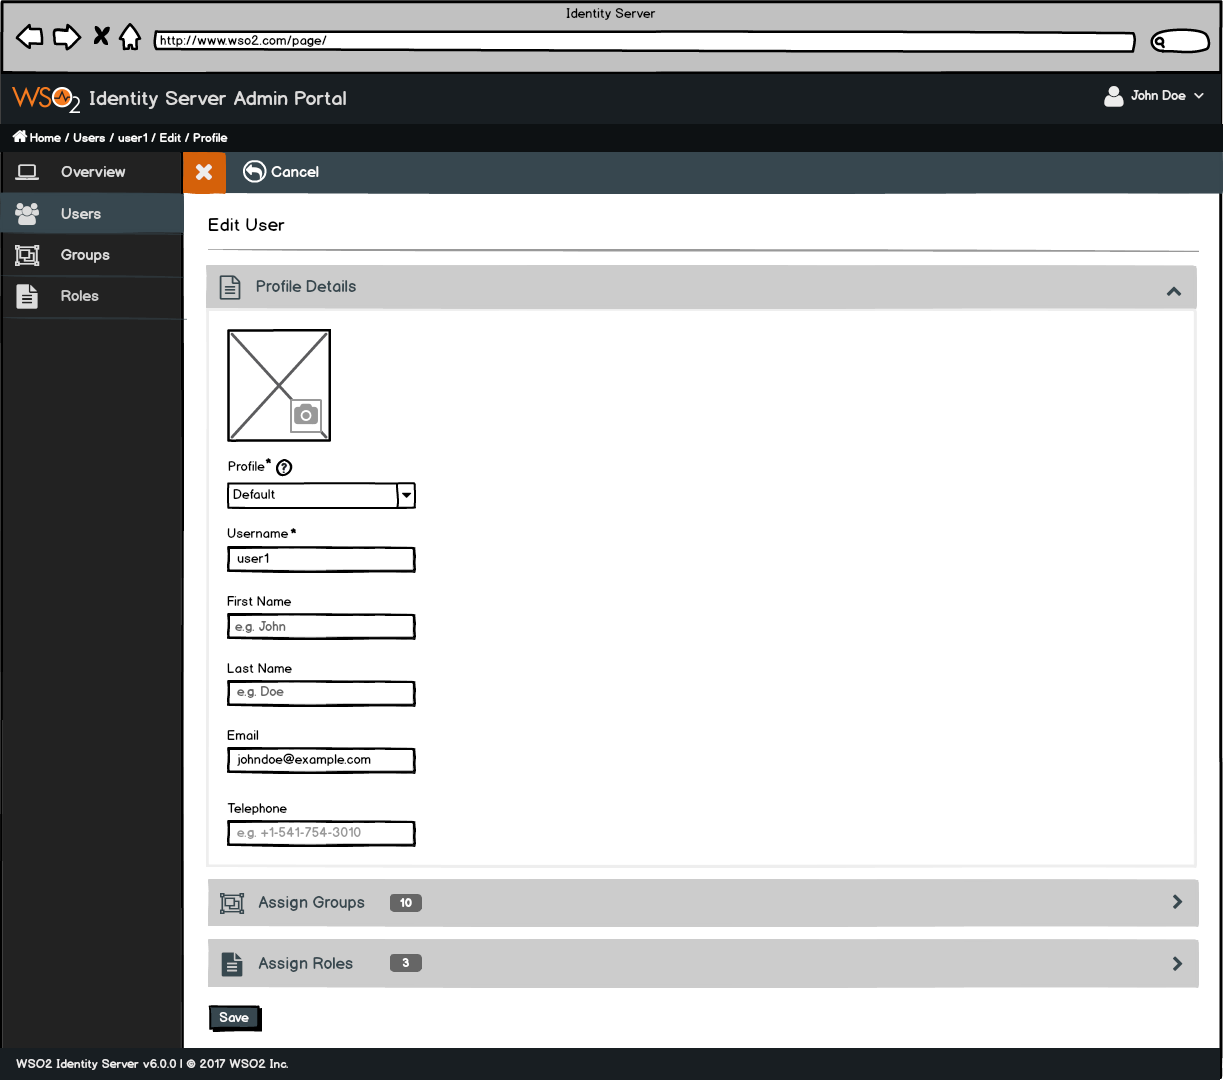 Identity Server
http://www.wso2.com/page/
WSO2 Identity Server Admin Portal
John Doe
Home / Users / user1 / Edit / Profile
Overview
Cancel
Users
Edit User
Groups
Roles
Profile Details
Profile* ?
Default
Username*
user1
First Name
e.g. John
Last Name
e.g. Doe
Email
johndoe@example.com
Telephone
e.g. +1-541-754-3010
Assign Groups 10
Assign Roles 3
Save
WSO2 Identity Server v6.0.0 | © 2017 WSO2 Inc.